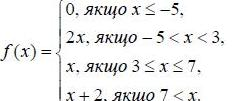 f(x) =
0, якщо x ≤ −5,
2x, якщо − 5 < x < 3,
x, якщо 3 ≤ x ≤ 7,
x + 2, якщо 7 < x.